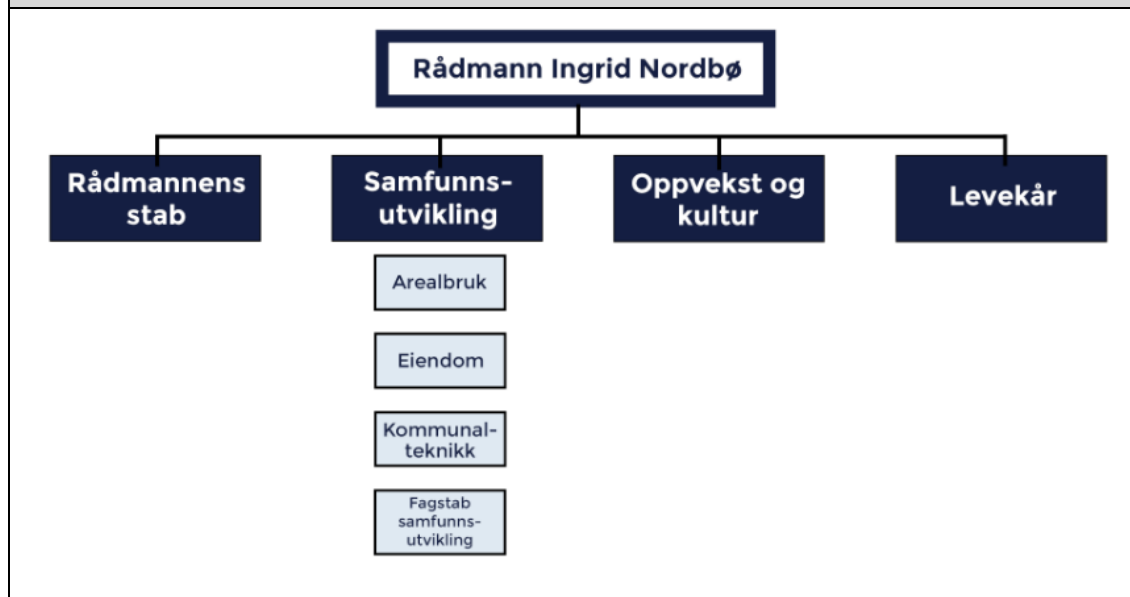 Rådmann Ingrid Nordbø
Rådmannens
stab
Samfunns-
utvikling
Oppvekst og
kultur
Levekår
Arealbruk
Eiendom
Kommunal-
teknikk
Fagstab
samfunns-
utvikling